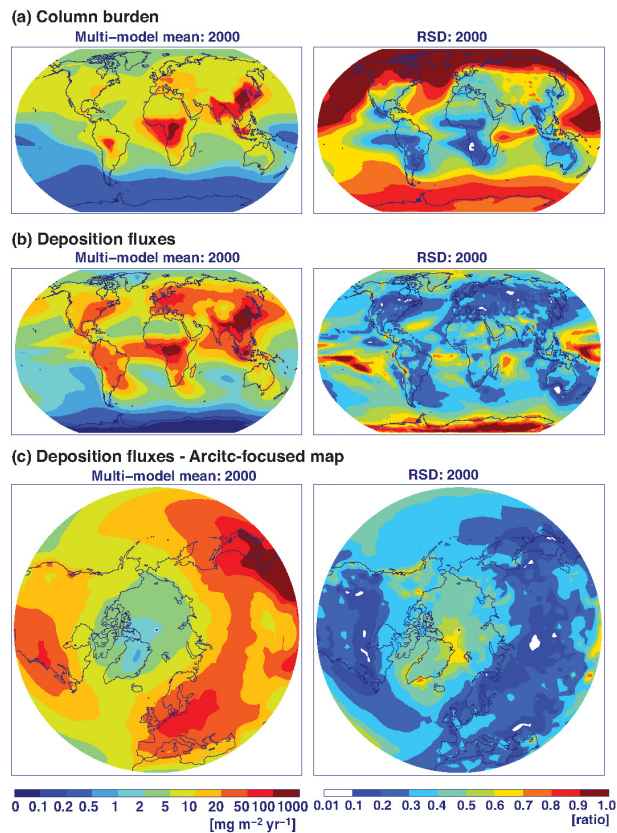 (a) Column burden
Multi−model mean: 2000 RSD: 2000
(b) Deposition fluxes
Multi−model mean: 2000 RSD: 2000
(c) Deposition fluxes - Arcitc-focused map
Multi−model mean: 2000 RSD: 2000
0 0.1 0.2 0.5 1 2 5 10 20 50 100 1000 0.01 0.1 0.2 0.3 0.4 0.5 0.6 0.7 0.8 0.9 1.0
[mg m−2 yr−1] [ratio]